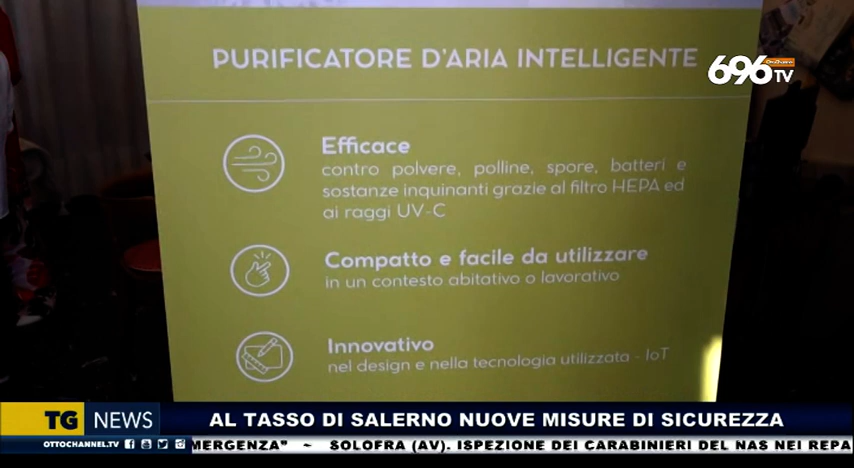 PURIFICATORE D'ARIA INTELLIGENTE
696 OttoChannel TV
Efficace
contro polvere, polline, spore, batteri e
sostanze inquinanti grazie al filtro HEPA ed
ai raggi UV-C
Compatto e facile da utilizzare
in un contesto abitativo o lavorativo
Innovativo
nel design e nella tecnologia utilizzata - IoT
TG NEWS AL TASSO DI SALERNO NUOVE MISURE DI SICUREZZA
OTTOCHANNEL.TV MERGENZA" ~ SOLOFRA (AV). ISPEZIONE DEI CARABINIERI DEL NAS NEI REPA